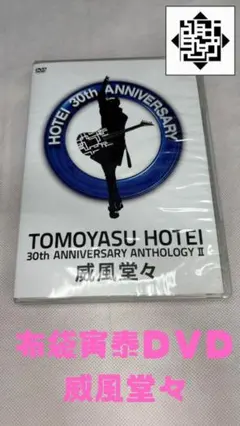 DVD
HOTEI 30th ANNIVERSARY
TOMOYASU HOTEI
30th ANNIVERSARY ANTHOLOGY II
威風堂々
布袋寅泰DVD
威風堂々